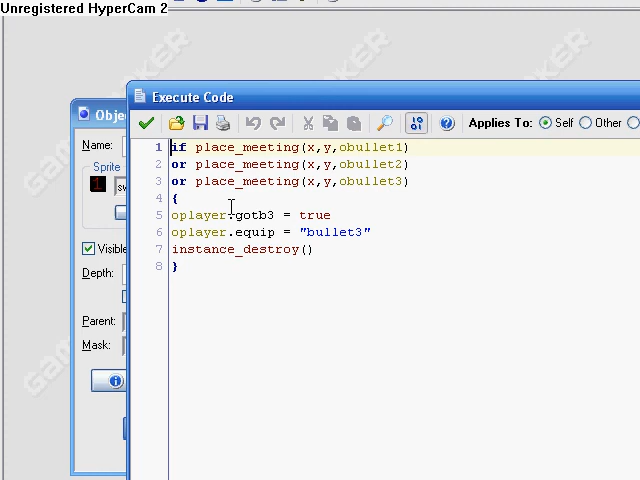 Unregistered HyperCam 2
Execute Code
Obje
Applies To: Self Other
Name:
Sprite
Visible
Depth:
Parent:
Mask:
1 if place_meeting(x,y,obullet1)
2 or place_meeting(x,y,obullet2)
3 or place_meeting(x,y,obullet3)
4 {
5 oplayer.gotb3 = true
6 oplayer.equip = "bullet3"
7 instance_destroy()
8 }